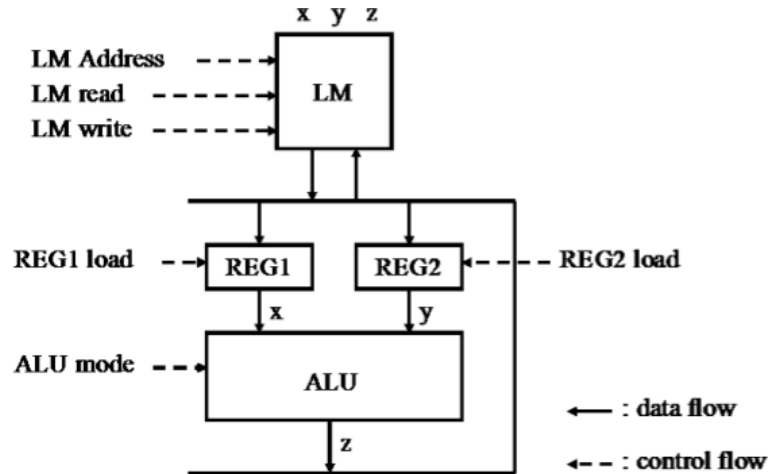 x y z
LM Address
LM read
LM
LM write
REG1 load
REG1
REG2
REG2 load
x
y
ALU mode
ALU
z
: data flow
: control flow